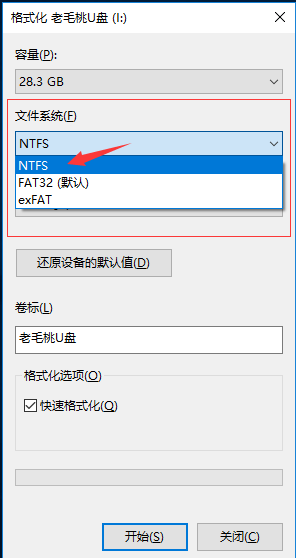 格式化 老毛桃U盘 (I:)
容量(P):
28.3 GB
文件系统(F)
NTFS
NTFS
FAT32 (默认)
exFAT
还原设备的默认值(D)
卷标(L)
老毛桃U盘
格式化选项(O)
快速格式化(Q)
开始(S)
关闭(C)